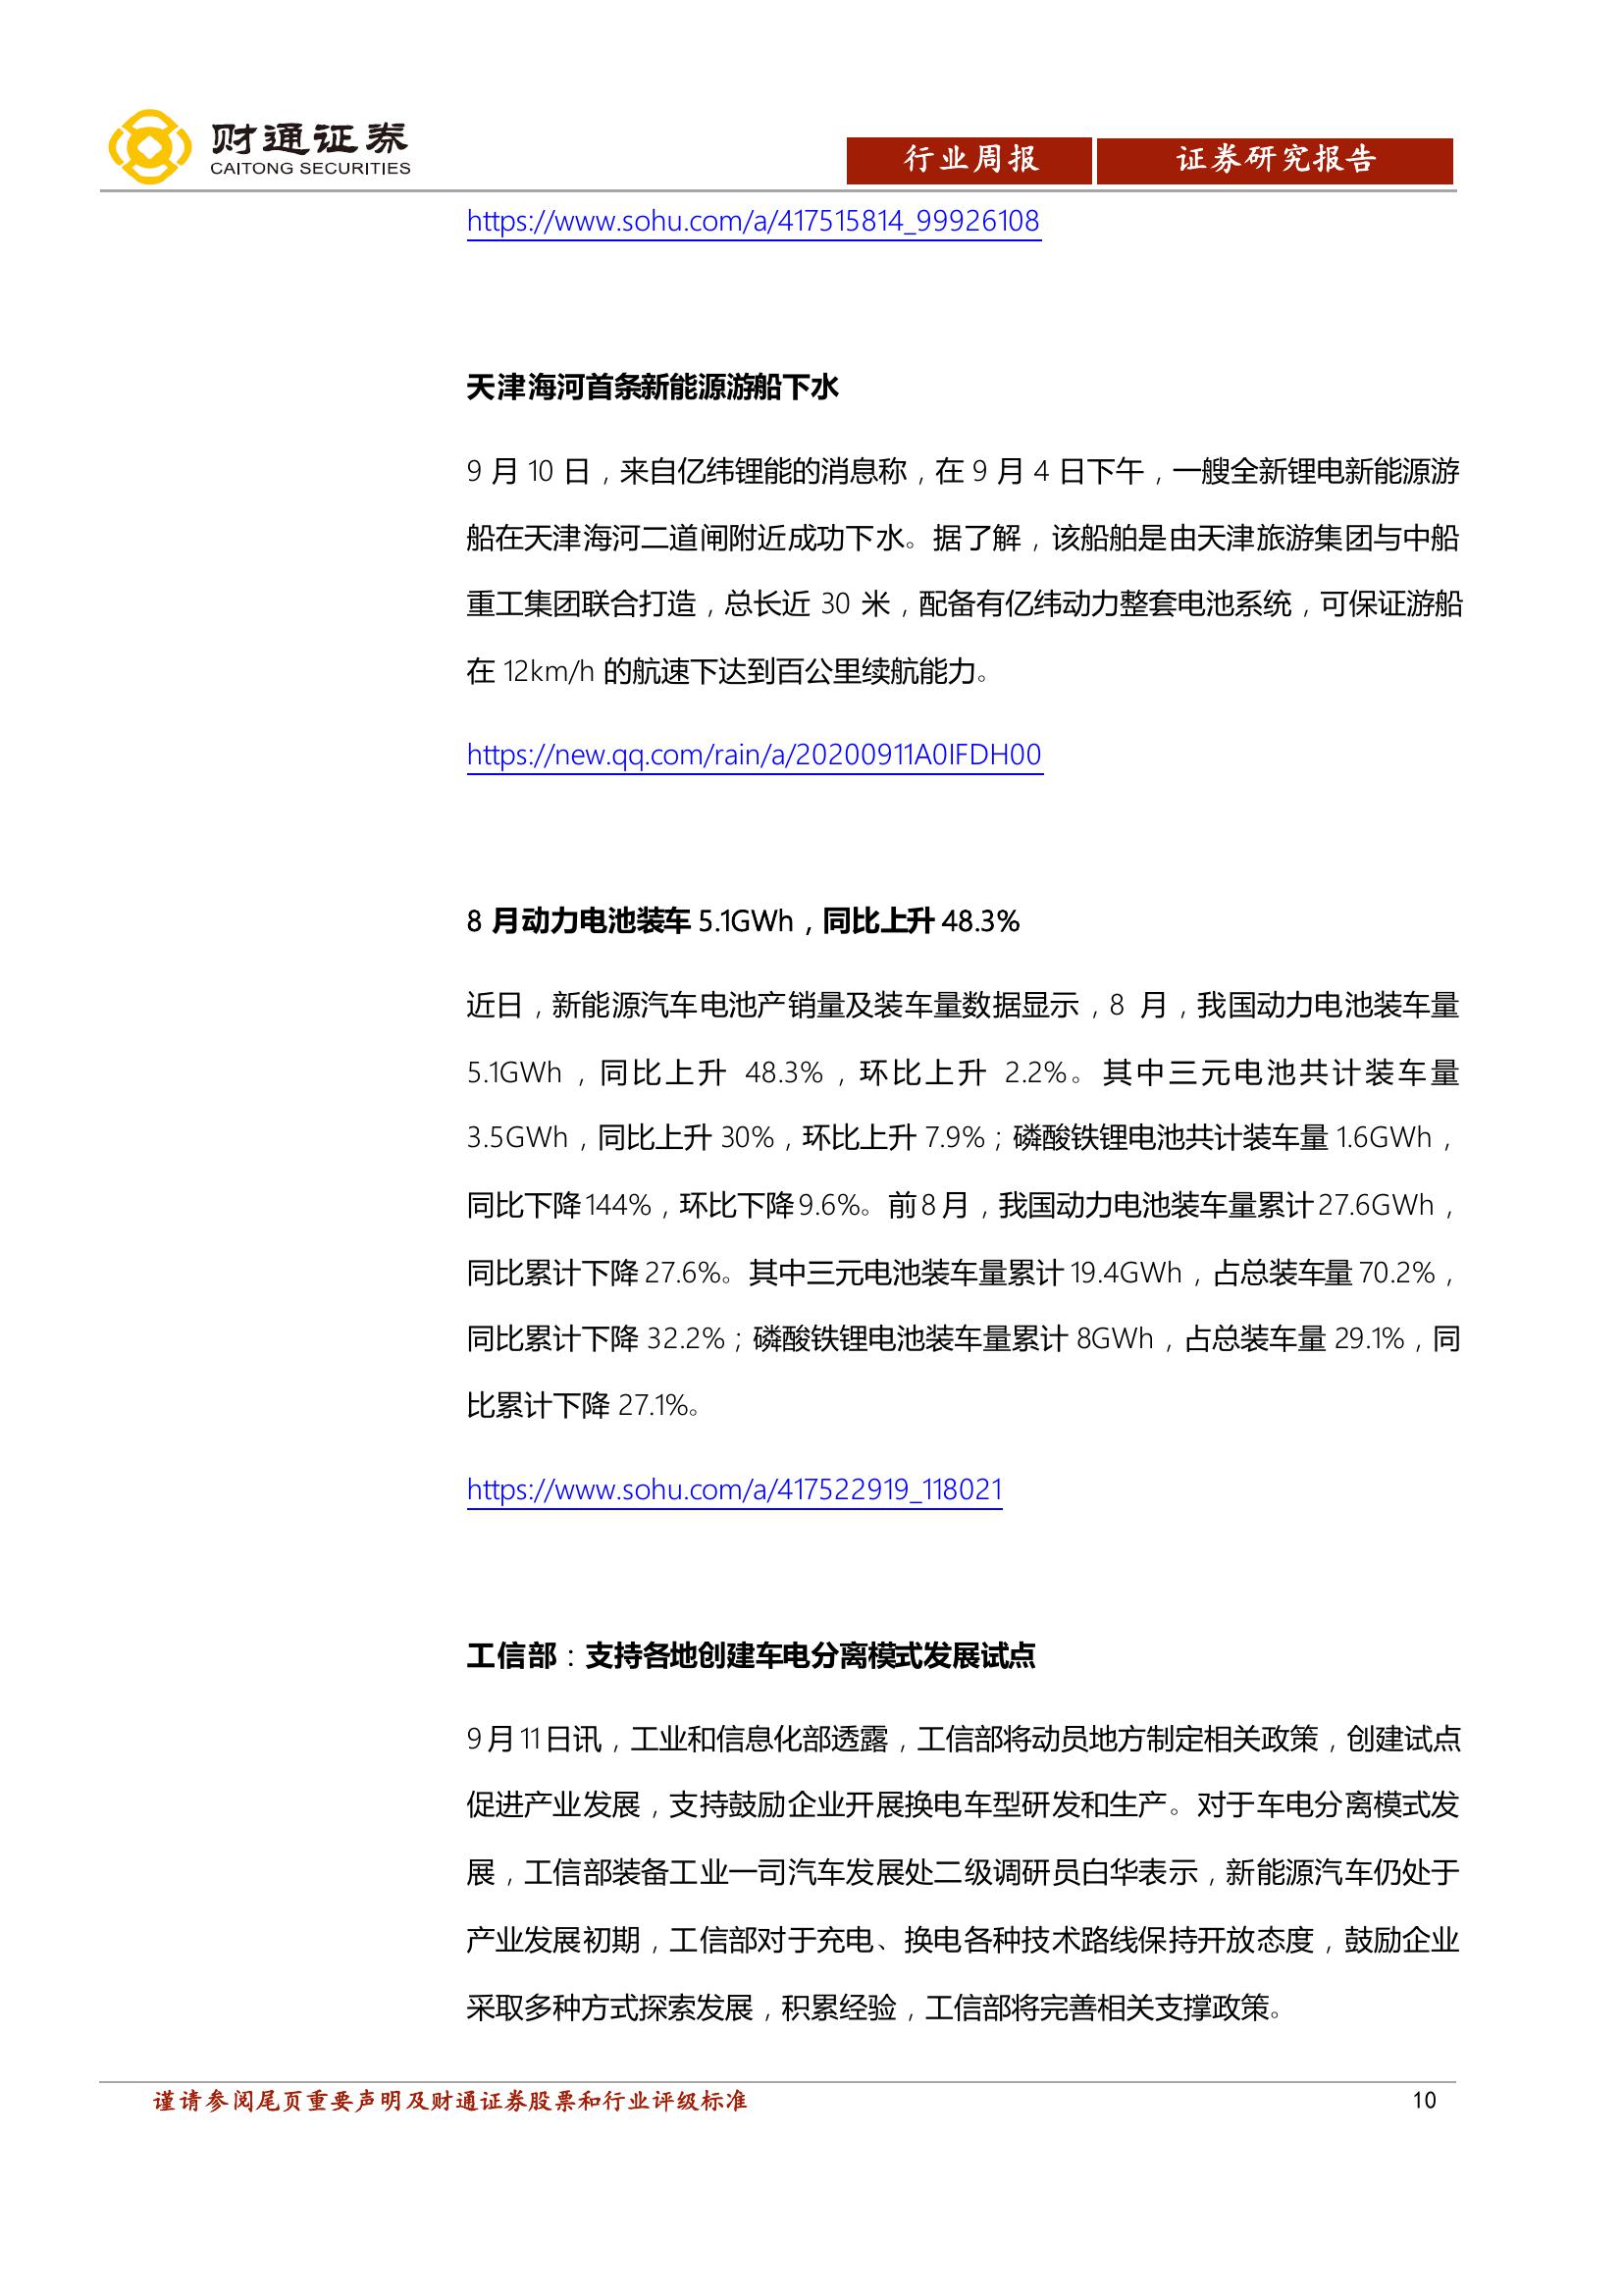 财通证券
CAITONG SECURITIES
行业周报
证券研究报告
https://www.sohu.com/a/417515814_99926108
天津海河首条新能源游船下水
9 月 10 日，来自亿纬锂能的消息称，在 9 月 4 日下午，一艘全新锂电新能源游
船在天津海河二道闸附近成功下水。据了解，该船舶是由天津旅游集团与中船
重工集团联合打造，总长近 30 米，配备有亿纬动力整套电池系统，可保证游船
在 12km/h 的航速下达到百公里续航能力。
https://new.qq.com/rain/a/20200911A0IFDH00
8 月动力电池装车 5.1GWh，同比上升 48.3%
近日，新能源汽车电池产销量及装车量数据显示，8 月，我国动力电池装车量
5.1GWh，同比上升 48.3%，环比上升 2.2%。其中三元电池共计装车量
3.5GWh，同比上升 30%，环比上升 7.9%；磷酸铁锂电池共计装车量 1.6GWh，
同比下降 144%，环比下降 9.6%。前 8 月，我国动力电池装车量累计 27.6GWh，
同比累计下降 27.6%。其中三元电池装车量累计 19.4GWh，占总装车量 70.2%，
同比累计下降 32.2%；磷酸铁锂电池装车量累计 8GWh，占总装车量 29.1%，同
比累计下降 27.1%。
https://www.sohu.com/a/417522919_118021
工信部：支持各地创建车电分离模式发展试点
9 月 11 日讯，工业和信息化部透露，工信部将动员地方制定相关政策，创建试点
促进产业发展，支持鼓励企业开展换电车型研发和生产。对于车电分离模式发
展，工信部装备工业一司汽车发展处二级调研员白华表示，新能源汽车仍处于
产业发展初期，工信部对于充电、换电各种技术路线保持开放态度，鼓励企业
采取多种方式探索发展，积累经验，工信部将完善相关支撑政策。
谨请参阅尾页重要声明及财通证券股票和行业评级标准
10